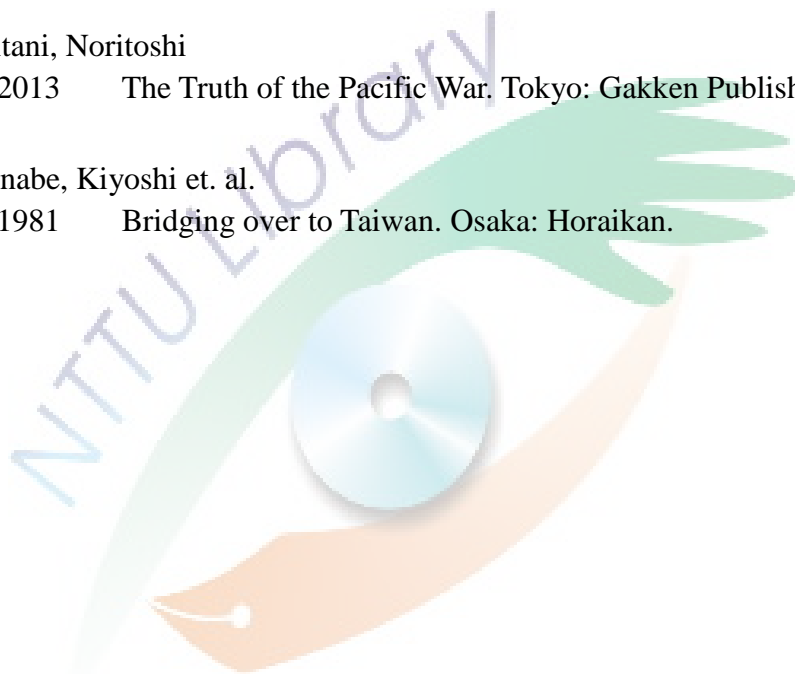 tani, Noritoshi
2013 The Truth of the Pacific War. Tokyo: Gakken Publish
nabe, Kiyoshi et. al.
1981 Bridging over to Taiwan. Osaka: Horaikan.
NTTU Library